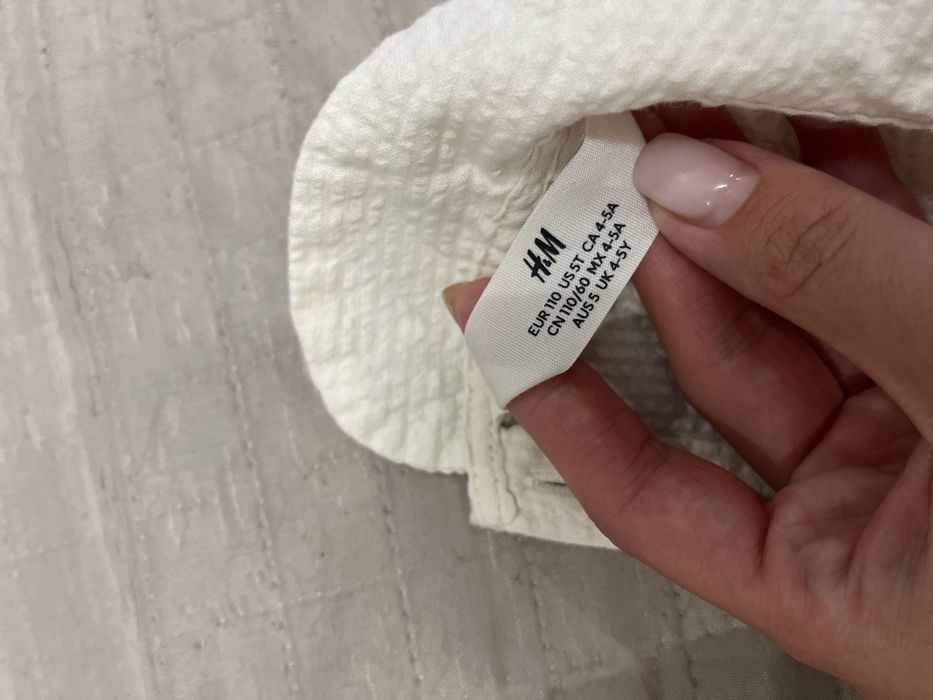 H&M
EUR 110 US 5T CA 4-5A
CN 110/60 MX 4-5A
AUS 5 UK 4-5Y